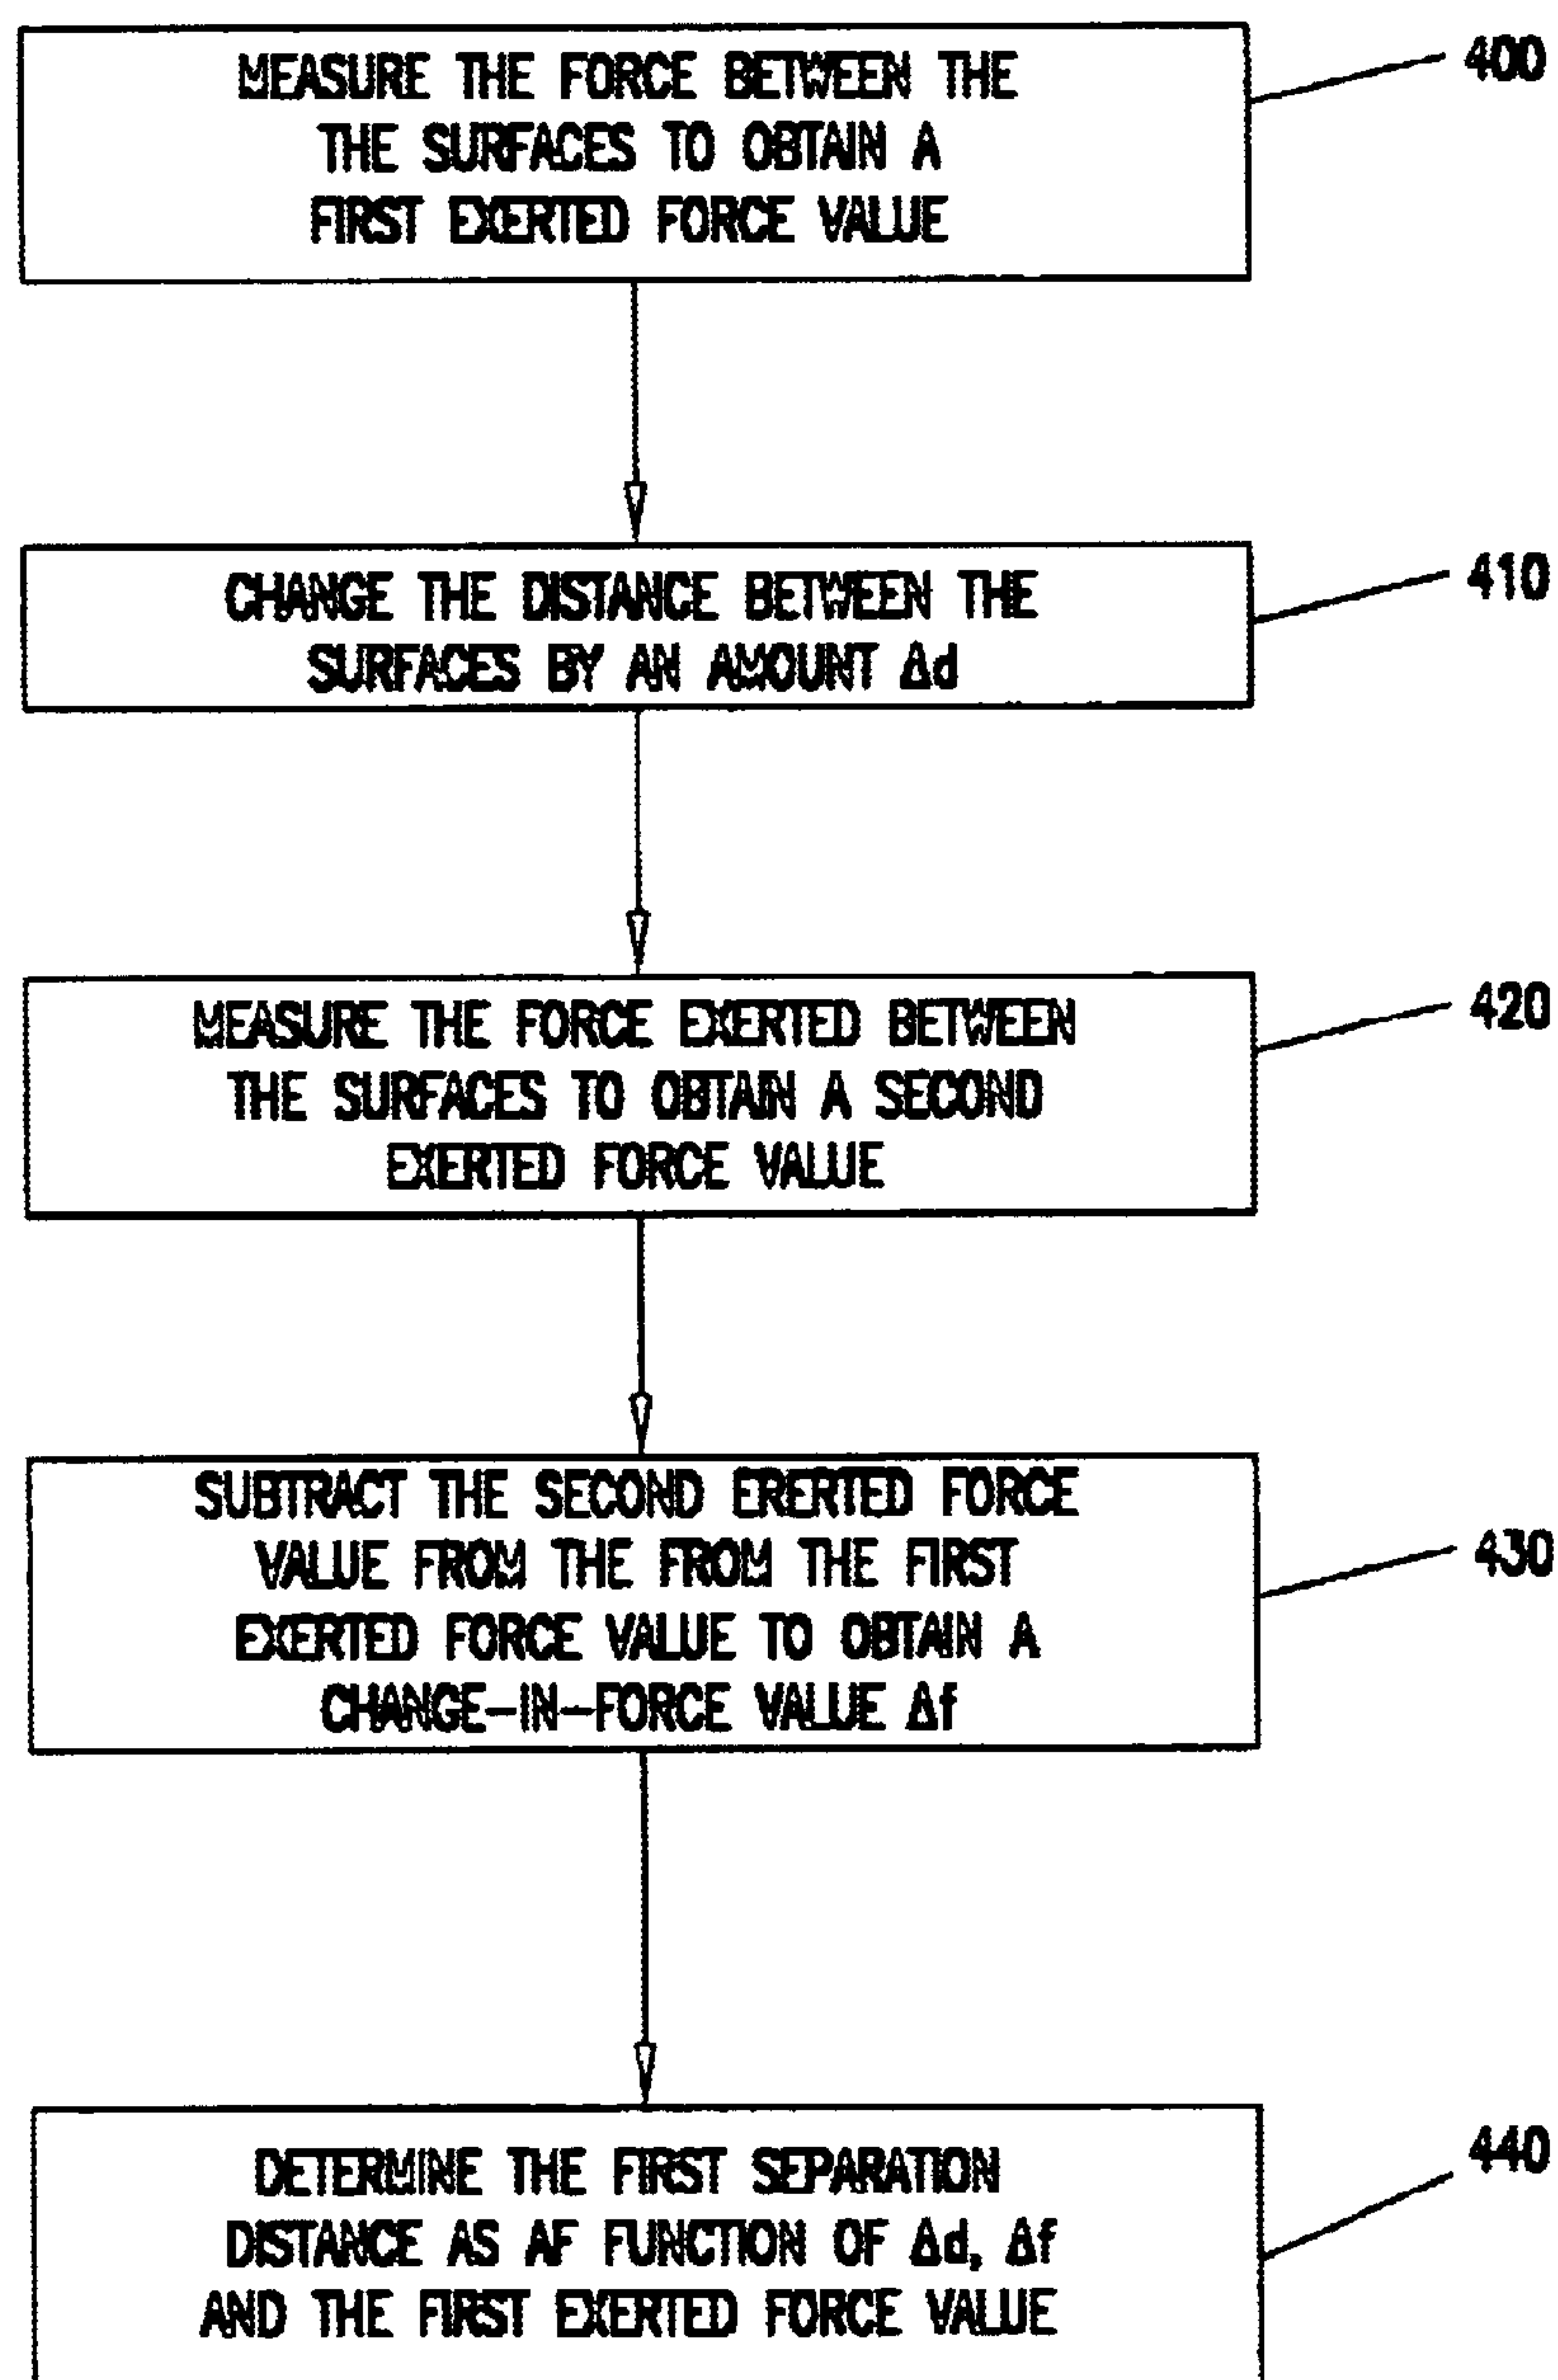 MEASURE THE FORCE BETWEEN THE
THE SURFACES TO OBTAIN A
FIRST EXERTED FORCE VALUE
400
CHANGE THE DISTANCE BETWEEN THE
SURFACES BY AN AMOUNT Δd
410
MEASURE THE FORCE EXERTED BETWEEN
THE SURFACES TO OBTAIN A SECOND
EXERTED FORCE VALUE
420
SUBTRACT THE SECOND ERERTED FORCE
VALUE FROM THE FROM THE FIRST
EXERTED FORCE VALUE TO OBTAIN A
CHANGE-IN-FORCE VALUE Δf
430
DETERMINE THE FIRST SEPARATION
DISTANCE AS AF FUNCTION OF Δd, Δf
AND THE FIRST EXERTED FORCE VALUE
440